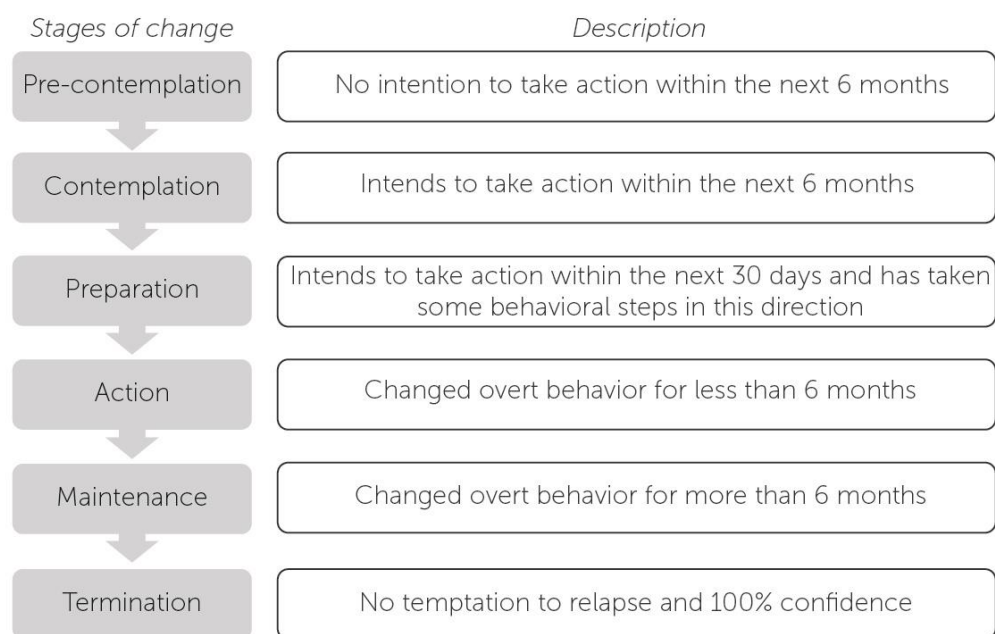 Stages of change
Description
Pre-contemplation
No intention to take action within the next 6 months
Contemplation
Intends to take action within the next 6 months
Preparation
Intends to take action within the next 30 days and has taken
some behavioral steps in this direction
Action
Changed overt behavior for less than 6 months
Maintenance
Changed overt behavior for more than 6 months
Termination
No temptation to relapse and 100% confidence